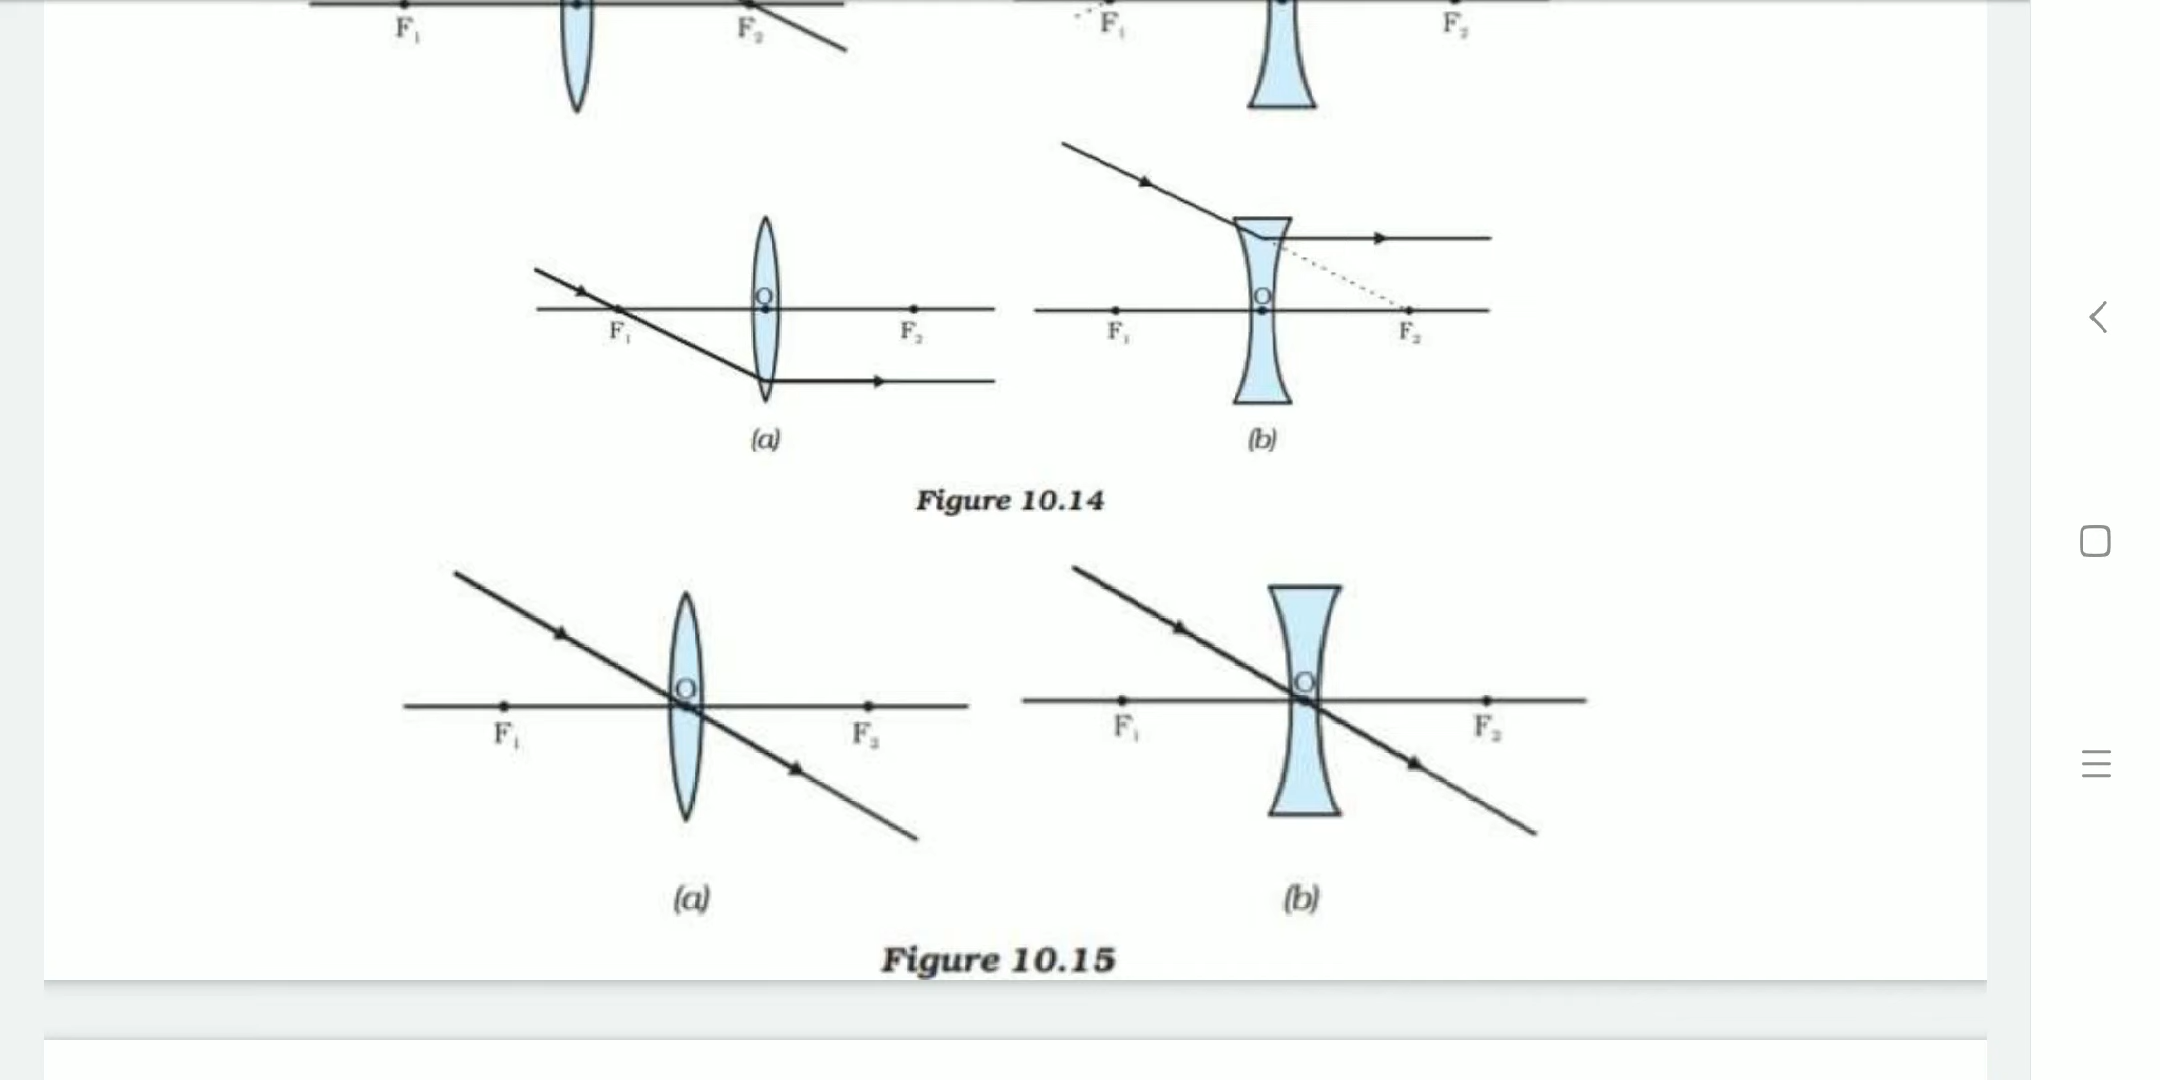 F₁ F₂ F₁ F₂
O O
F₁ F₂ F₁ F₂
(a) (b)
Figure 10.14
O O
F₁ F₂ F₁ F₂
(a) (b)
Figure 10.15